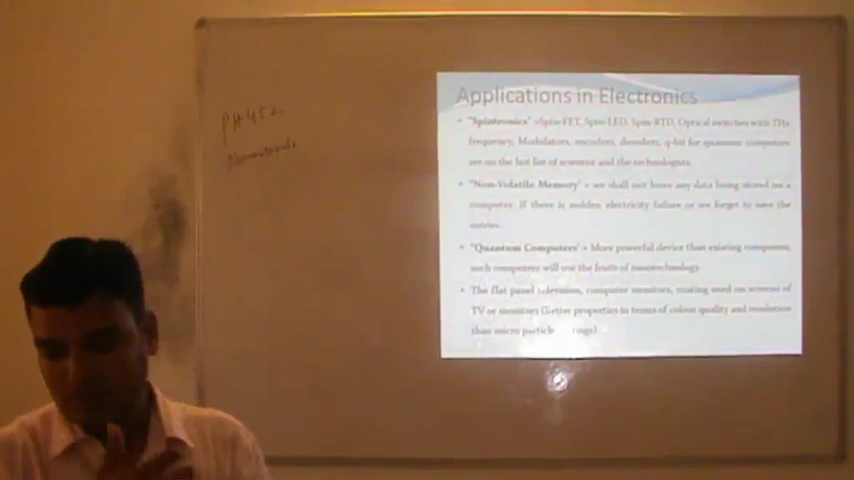 PH 452
Nanomaterials
Applications in Electronics
• "Spintronics" -Spin-FET, Spin-LED, Spin-RTD, Optical switches with THz
frequency, Modulators, encoders, decoders, q-bit for quantum computers
are on the hot list of scientist and the technologists.
• "Non-Volatile Memory" - we shall not loose any data being stored on a
computer. If there is sudden electricity failure or we forget to save the
entries.
• "Quantum Computers" - More powerful device than existing computers,
such computers will use the fruits of nanotechnology.
• The flat panel television, computer monitors, coating used on screens of
TV or monitors (Better properties in terms of colour quality and resolution
than micro particle